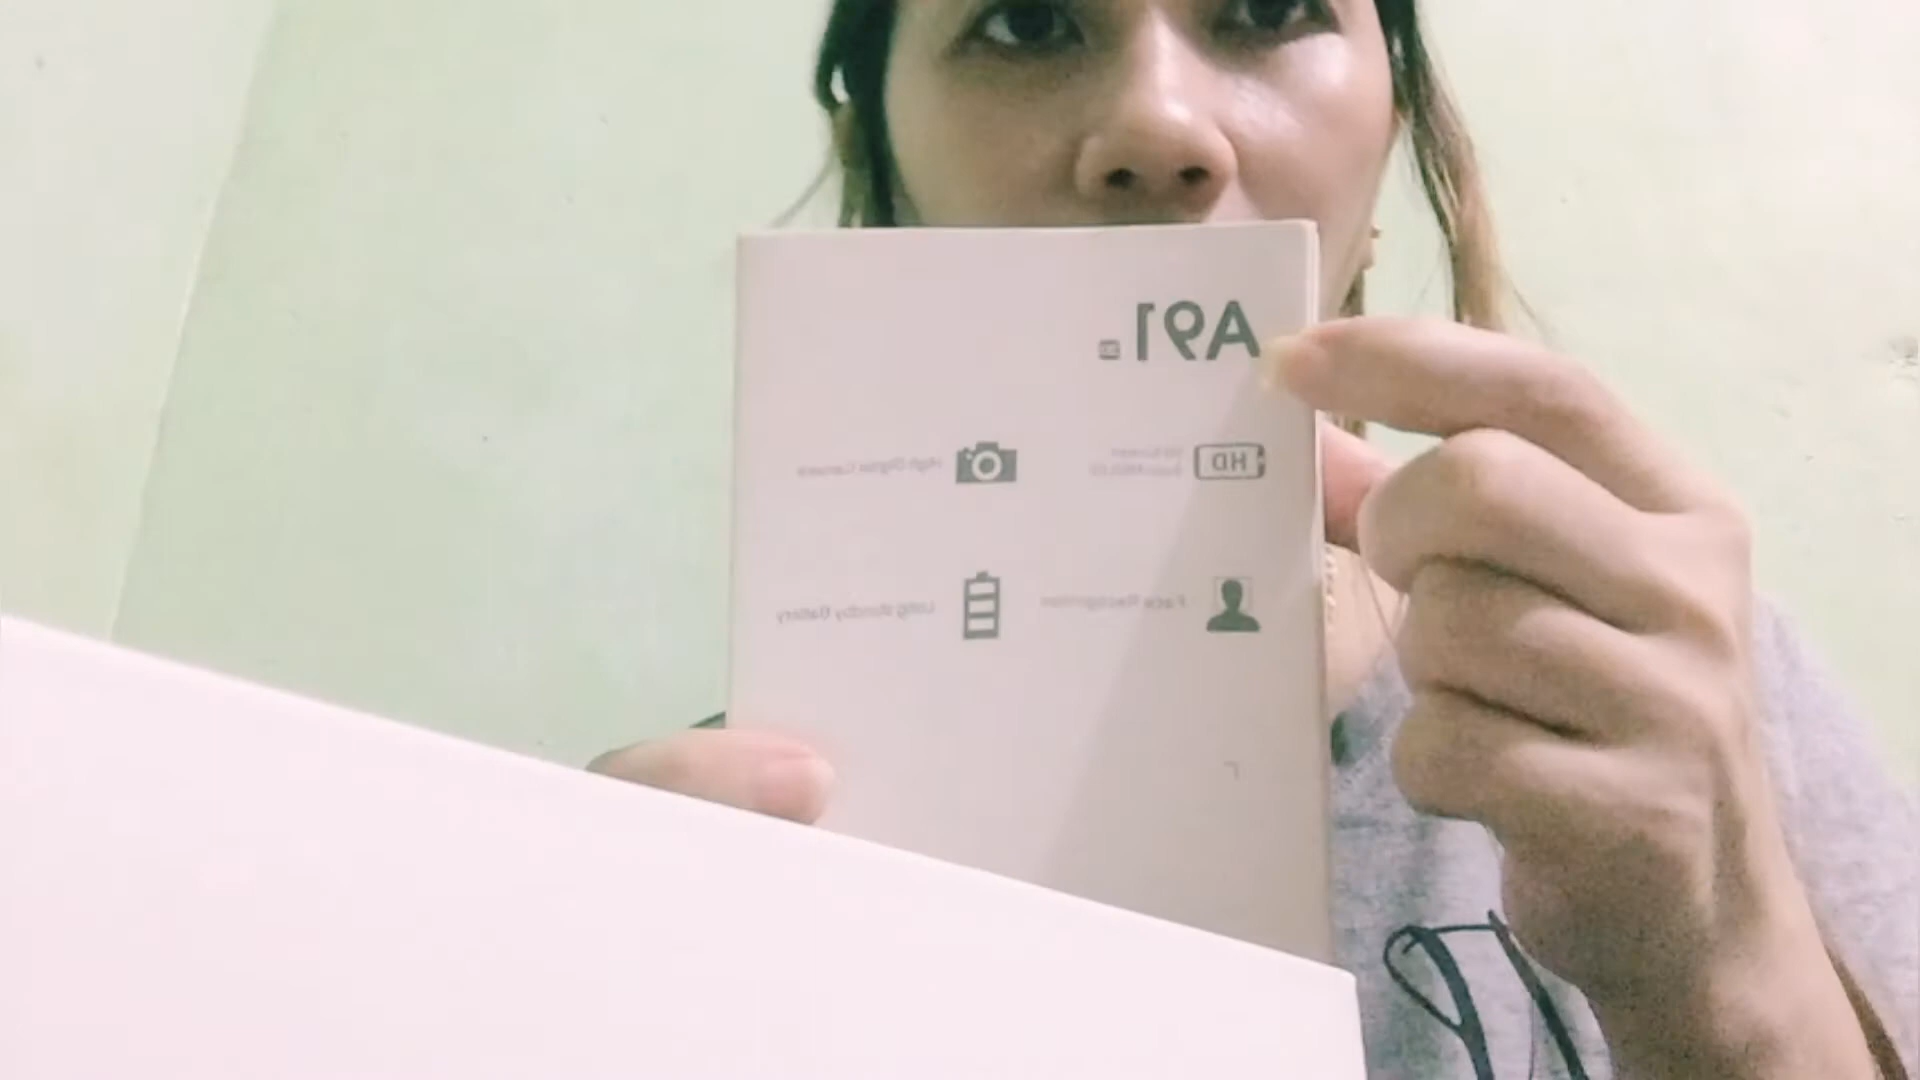 A91
HD
High Digital Camera
Face Recognition
Long standby Battery